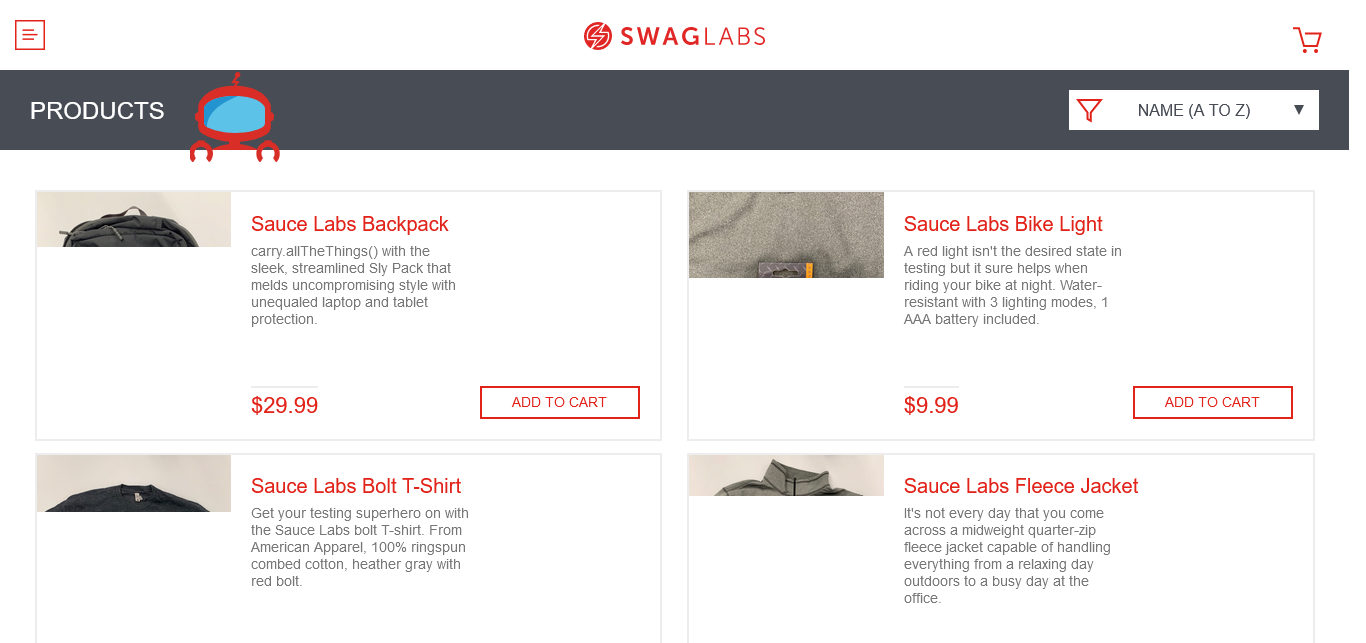 SWAGLABS
PRODUCTS
NAME (A TO Z)
Sauce Labs Backpack
carry.allTheThings() with the
sleek, streamlined Sly Pack that
melds uncompromising style with
unequaled laptop and tablet
protection.
$29.99
ADD TO CART
Sauce Labs Bike Light
A red light isn't the desired state in
testing but it sure helps when
riding your bike at night. Water-
resistant with 3 lighting modes, 1
AAA battery included.
$9.99
ADD TO CART
Sauce Labs Bolt T-Shirt
Get your testing superhero on with
the Sauce Labs bolt T-shirt. From
American Apparel, 100% ringspun
combed cotton, heather gray with
red bolt.
Sauce Labs Fleece Jacket
It's not every day that you come
across a midweight quarter-zip
fleece jacket capable of handling
everything from a relaxing day
outdoors to a busy day at the
office.